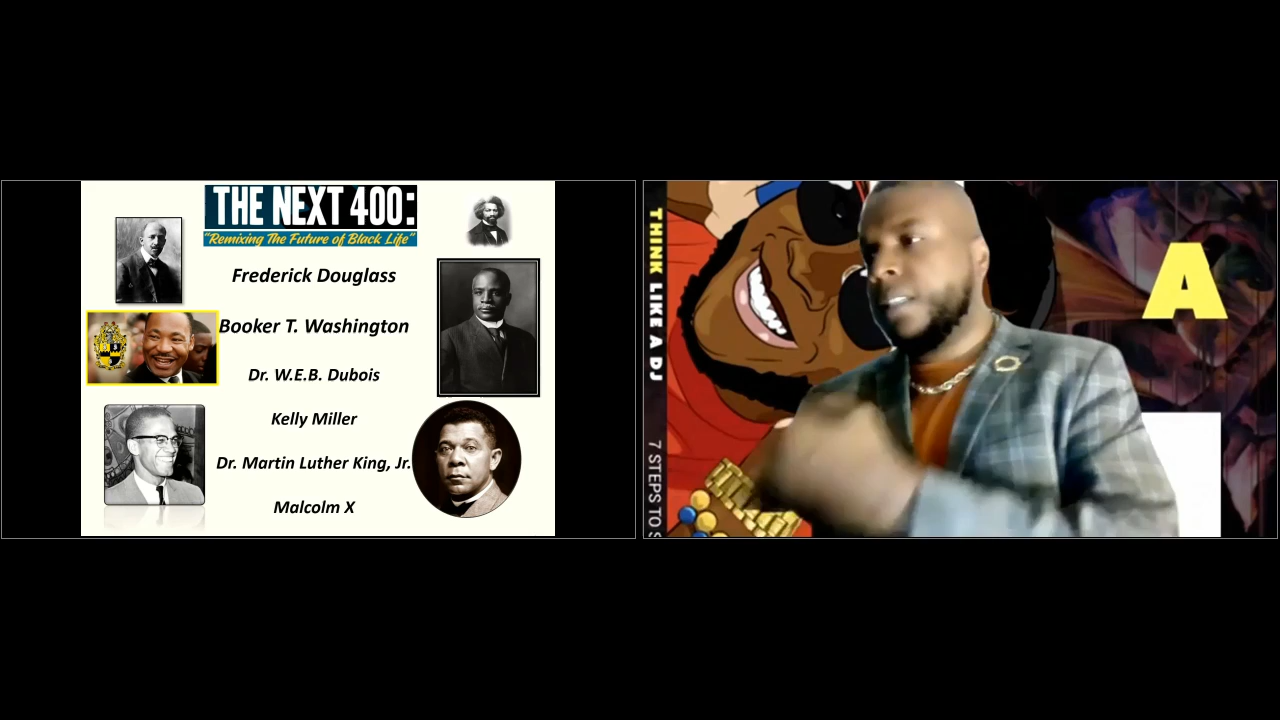 THE NEXT 400:
"Remixing The Future of Black Life"
Frederick Douglass
Booker T. Washington
Dr. W.E.B. Dubois
Kelly Miller
Dr. Martin Luther King, Jr.
Malcolm X
THINK LIKE A DJ
7 STEPS TO S
A